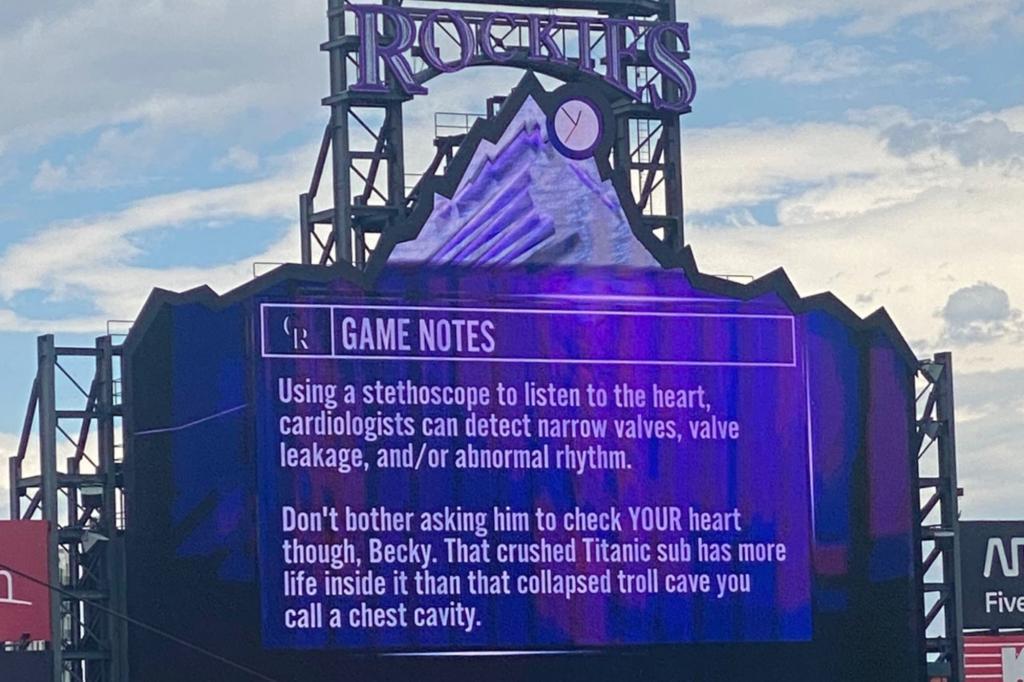 ROCKIES
CR
GAME NOTES
Using a stethoscope to listen to the heart,
cardiologists can detect narrow valves, valve
leakage, and/or abnormal rhythm.
Don't bother asking him to check YOUR heart
though, Becky. That crushed Titanic sub has more
life inside it than that collapsed troll cave you
call a chest cavity.
Five